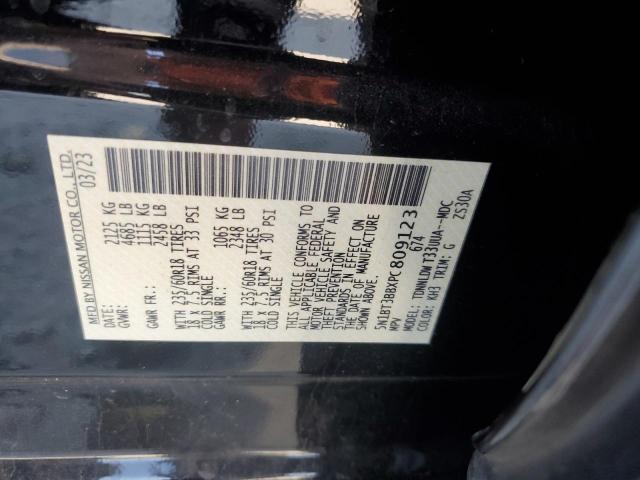 MFD BY NISSAN MOTOR CO., LTD.
DATE: 03/23
GVWR: 2125 KG
4685 LB
GAWR FR.: 1115 KG
2458 LB
WITH 235/60R18 TIRES
18 X 7.5 RIMS AT 33 PSI
COLD SINGLE
GAWR RR.: 1065 KG
2348 LB
WITH 235/60R18 TIRES
18 X 7.5 RIMS AT 30 PSI
COLD SINGLE
THIS VEHICLE CONFORMS TO
ALL APPLICABLE FEDERAL
MOTOR VEHICLE SAFETY AND
THEFT PREVENTION
STANDARDS IN EFFECT ON
THE DATE OF MANUFACTURE
SHOWN ABOVE.
5N1BT3BBXPC809123
MPV 674
MODEL: TDNNLDW T33UUA--MDC
COLOR: KH3 TRIM: G ZS30A